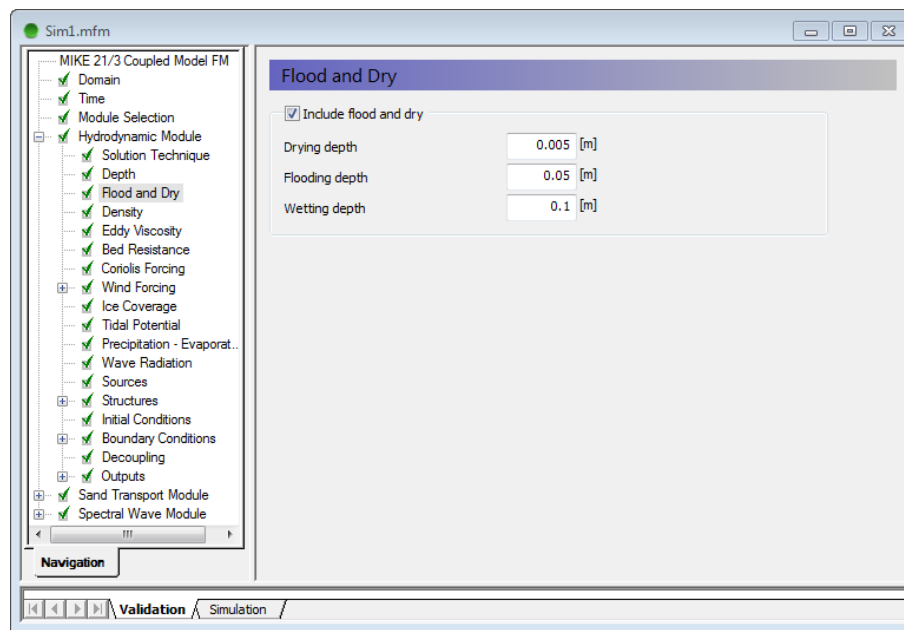 Sim1.mfm
MIKE 21/3 Coupled Model FM
Domain
Time
Module Selection
Hydrodynamic Module
Solution Technique
Depth
Flood and Dry
Density
Eddy Viscosity
Bed Resistance
Coriolis Forcing
Wind Forcing
Ice Coverage
Tidal Potential
Precipitation - Evaporat..
Wave Radiation
Sources
Structures
Initial Conditions
Boundary Conditions
Decoupling
Outputs
Sand Transport Module
Spectral Wave Module
Navigation
Flood and Dry
Include flood and dry
Drying depth 0.005 [m]
Flooding depth 0.05 [m]
Wetting depth 0.1 [m]
Validation Simulation